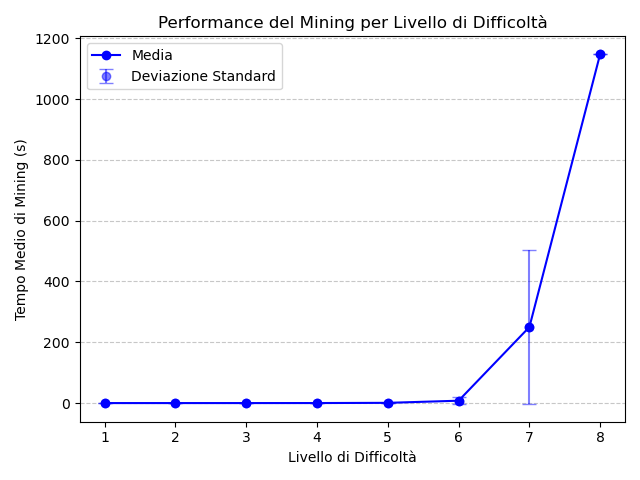 Performance del Mining per Livello di Difficoltà
1200
1000
800
600
400
200
0
Tempo Medio di Mining (s)
Media
Deviazione Standard
1 2 3 4 5 6 7 8
Livello di Difficoltà